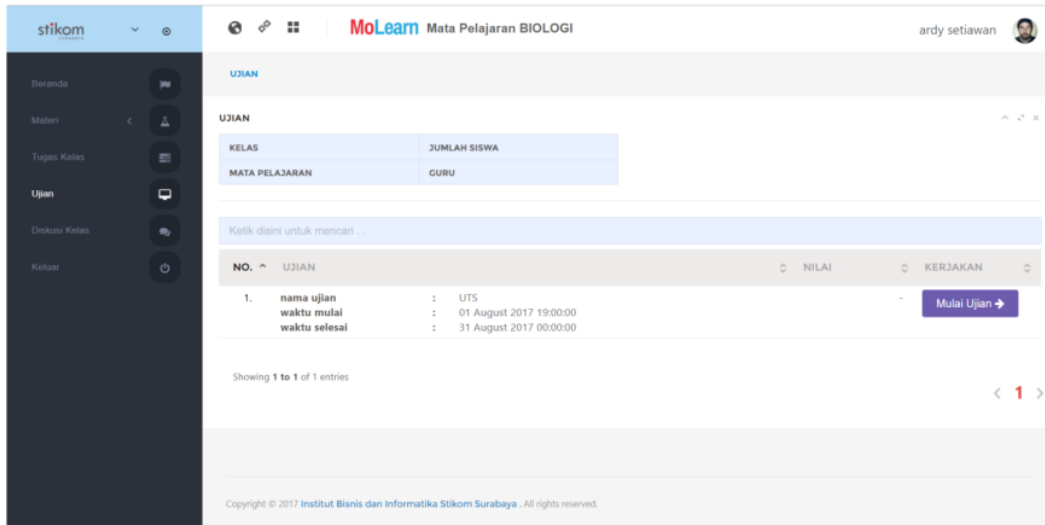 stikom
SURABAYA
MoLearn Mata Pelajaran BIOLOGI
ardy setiawan
Beranda
Materi
Tugas Kelas
Ujian
Diskusi Kelas
Keluar
UJIAN
UJIAN
KELAS JUMLAH SISWA
MATA PELAJARAN GURU
Ketik disini untuk mencari . .
NO. UJIAN NILAI KERJAKAN
1. nama ujian : UTS - Mulai Ujian →
waktu mulai : 01 August 2017 19:00:00
waktu selesai : 31 August 2017 00:00:00
Showing 1 to 1 of 1 entries
< 1 >
Copyright © 2017 Institut Bisnis dan Informatika Stikom Surabaya . All rights reserved.